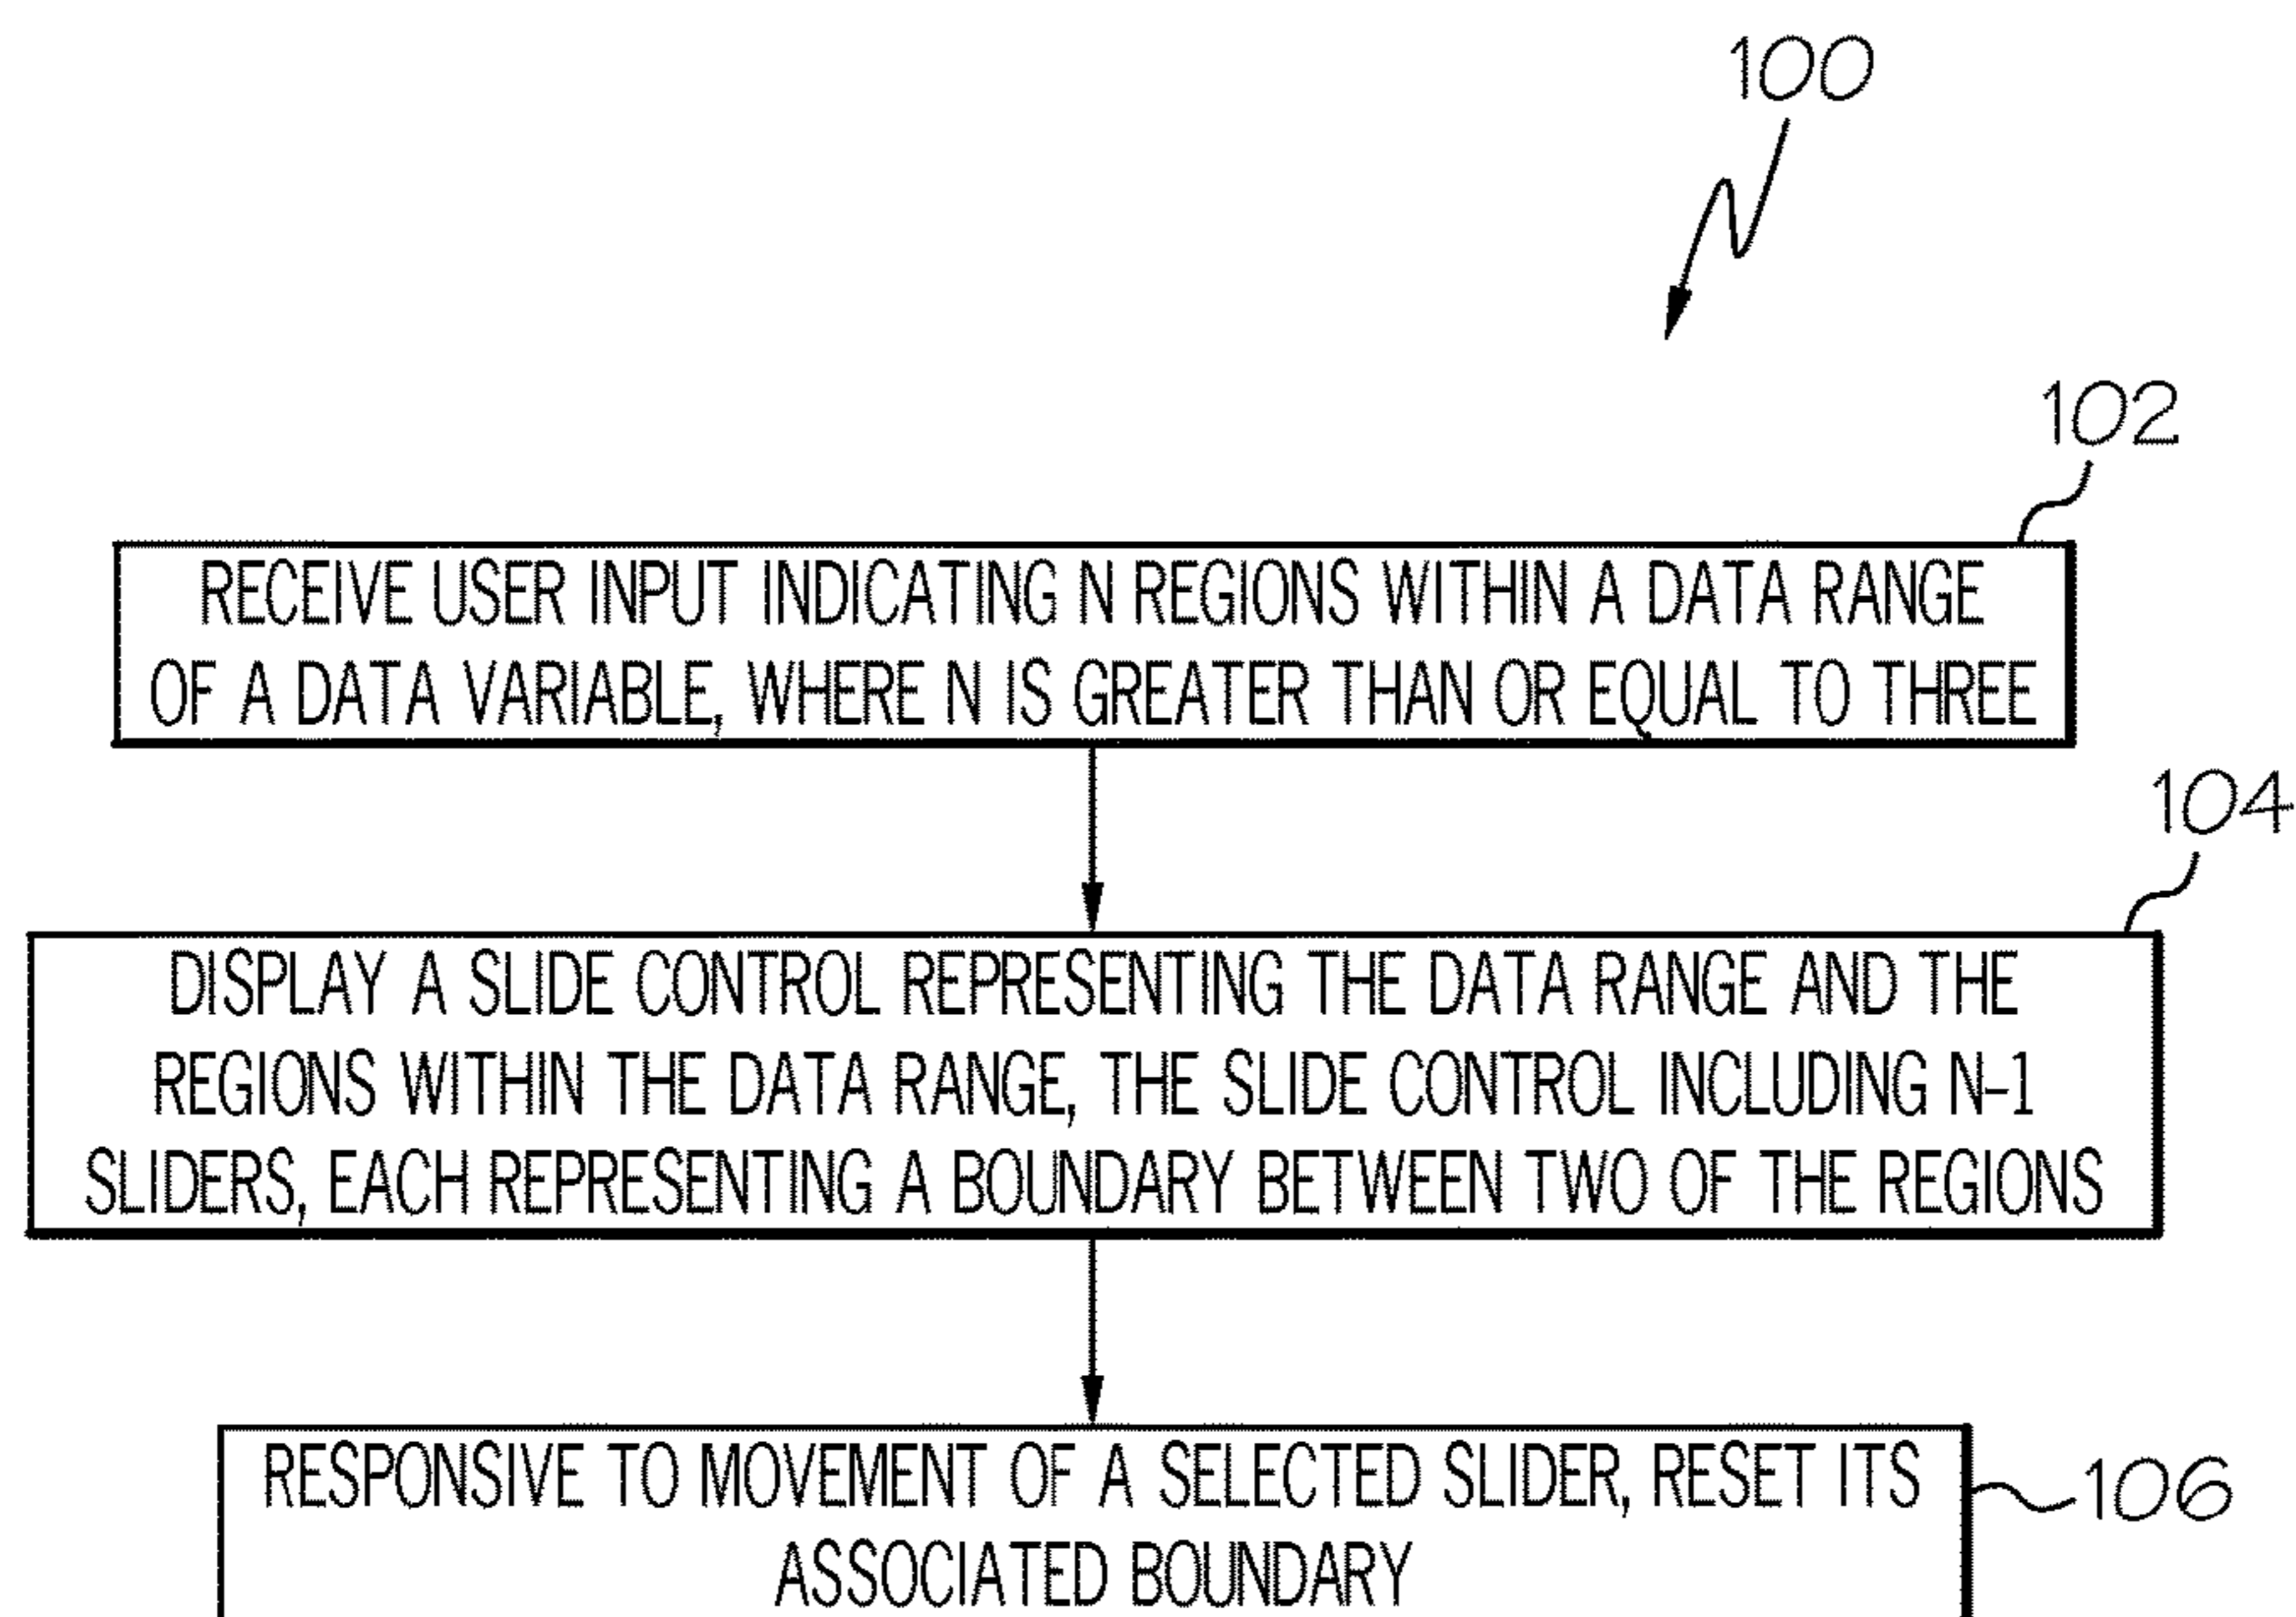 100
102
RECEIVE USER INPUT INDICATING N REGIONS WITHIN A DATA RANGE
OF A DATA VARIABLE, WHERE N IS GREATER THAN OR EQUAL TO THREE
104
DISPLAY A SLIDE CONTROL REPRESENTING THE DATA RANGE AND THE
REGIONS WITHIN THE DATA RANGE, THE SLIDE CONTROL INCLUDING N-1
SLIDERS, EACH REPRESENTING A BOUNDARY BETWEEN TWO OF THE REGIONS
RESPONSIVE TO MOVEMENT OF A SELECTED SLIDER, RESET ITS
ASSOCIATED BOUNDARY
106